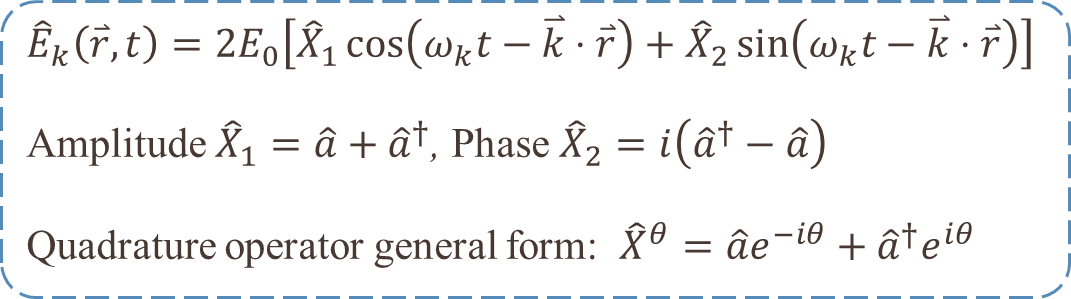 Ê_k(r⃗, t) = 2E_0[X̂_1 cos(ω_k t − k⃗ · r⃗) + X̂_2 sin(ω_k t − k⃗ · r⃗)]
Amplitude X̂_1 = â + â†, Phase X̂_2 = i(â† − â)
Quadrature operator general form: X̂^θ = âe^{−iθ} + â†e^{iθ}